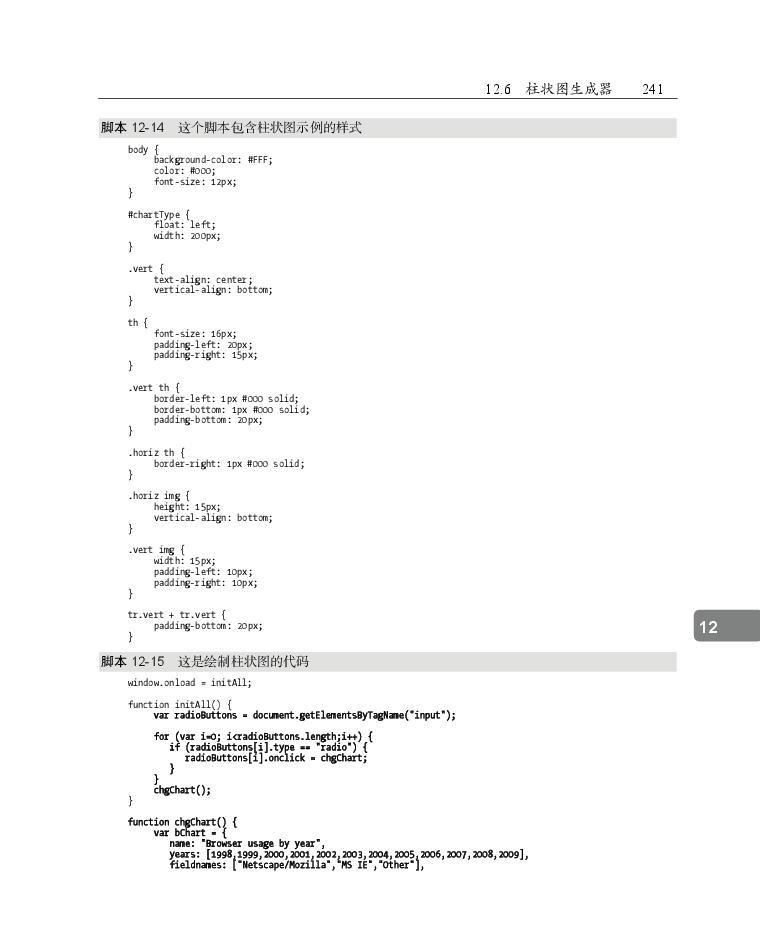 12.6 柱状图生成器 241
脚本 12-14 这个脚本包含柱状图示例的样式
body {
background-color: #FFF;
color: #000;
font-size: 12px;
}
#chartType {
float: left;
width: 200px;
}
.vert {
text-align: center;
vertical-align: bottom;
}
th {
font-size: 16px;
padding-left: 20px;
padding-right: 15px;
}
.vert th {
border-left: 1px #000 solid;
border-bottom: 1px #000 solid;
padding-bottom: 20px;
}
.horiz th {
border-right: 1px #000 solid;
}
.horiz img {
height: 15px;
vertical-align: bottom;
}
.vert img {
width: 15px;
padding-left: 10px;
padding-right: 10px;
}
tr.vert + tr.vert {
padding-bottom: 20px;
}
12
脚本 12-15 这是绘制柱状图的代码
window.onload = initAll;
function initAll() {
var radioButtons = document.getElementsByTagName("input");
for (var i=0; i<radioButtons.length;i++) {
if (radioButtons[i].type == "radio") {
radioButtons[i].onclick = chgChart;
}
}
chgChart();
}
function chgChart() {
var bChart = {
name: "Browser usage by year",
years: [1998,1999,2000,2001,2002,2003,2004,2005,2006,2007,2008,2009],
fieldnames: ["Netscape/Mozilla","MS IE","Other"],